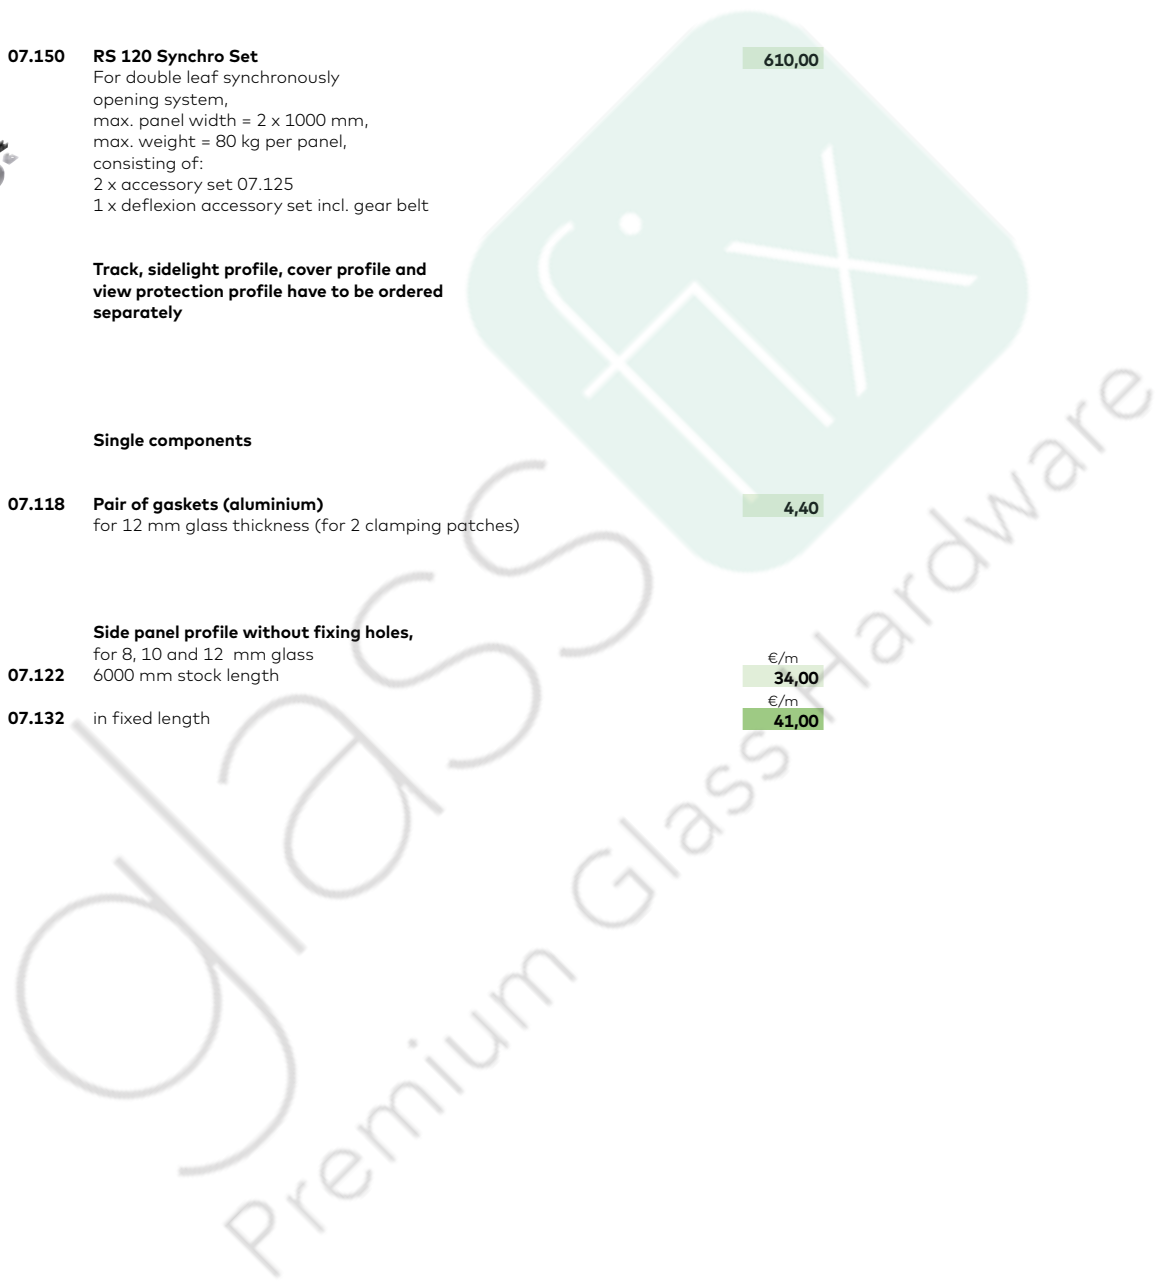 07.150 RS 120 Synchro Set 610,00
For double leaf synchronously
opening system,
max. panel width = 2 x 1000 mm,
max. weight = 80 kg per panel,
consisting of:
2 x accessory set 07.125
1 x deflexion accessory set incl. gear belt
Track, sidelight profile, cover profile and
view protection profile have to be ordered
separately
Single components
07.118 Pair of gaskets (aluminium) 4,40
for 12 mm glass thickness (for 2 clamping patches)
Side panel profile without fixing holes,
for 8, 10 and 12 mm glass €/m
07.122 6000 mm stock length 34,00
€/m
07.132 in fixed length 41,00
glass fix
Premium Glass Hardware